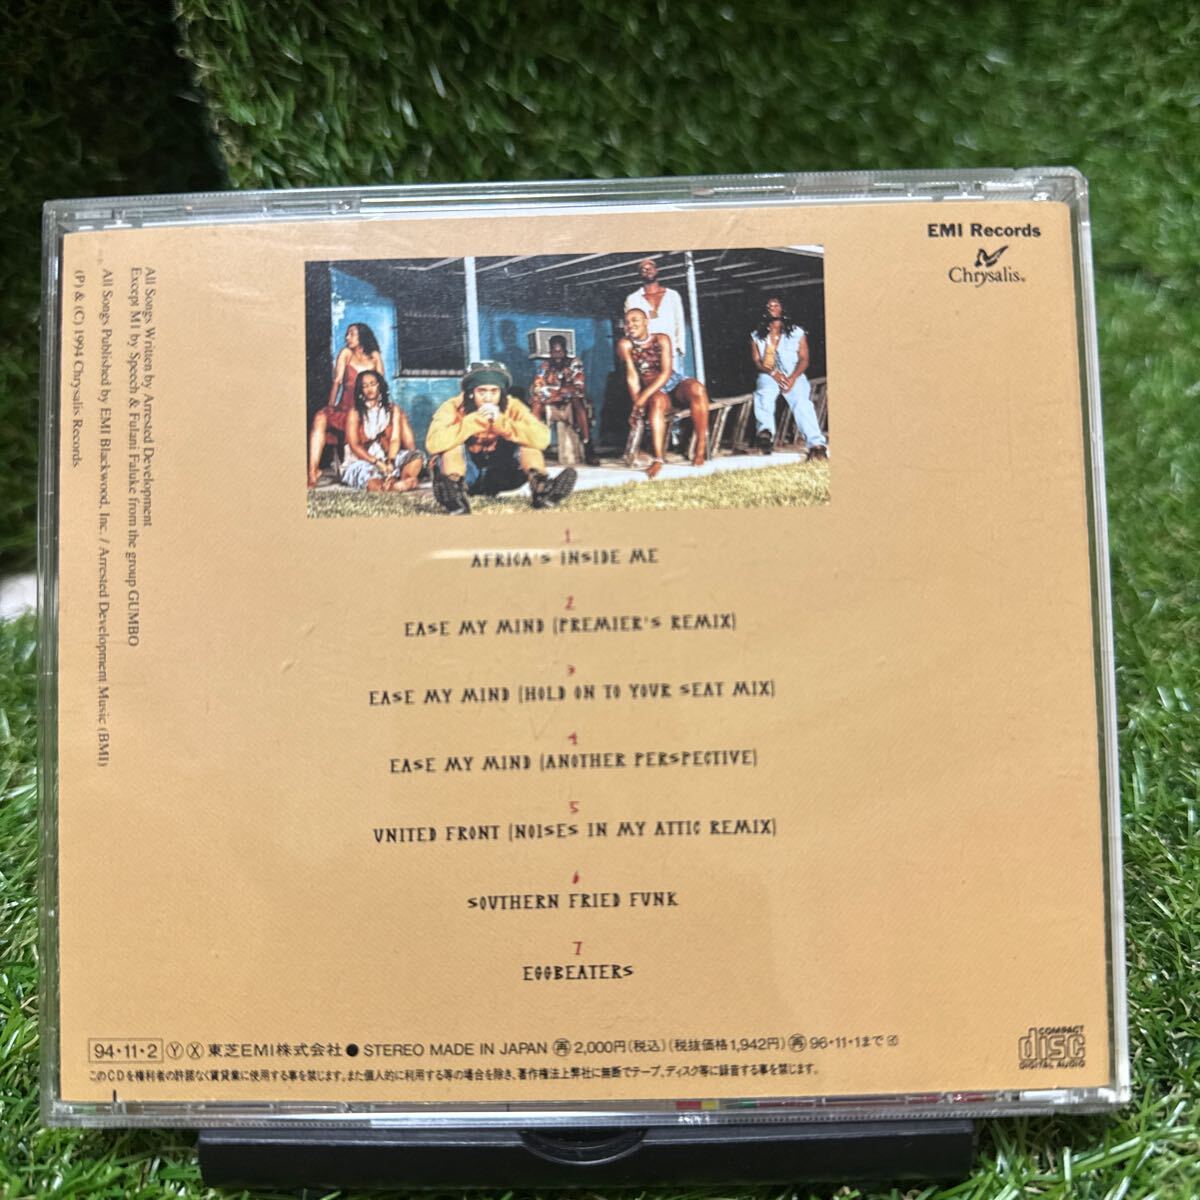 EMI Records
Chrysalis®
All Songs Written by Arrested Development
Except M1 by Speech & Fulani Faluke from the group GUMBO
All Songs Published by EMI Blackwood, Inc. / Arrested Development Music (BMI)
(P) & (C) 1994 Chrysalis Records
1
AFRICA'S INSIDE ME
2
EASE MY MIND (PREMIER'S REMIX)
3
EASE MY MIND (HOLD ON TO YOUR SEAT MIX)
4
EASE MY MIND (ANOTHER PERSPECTIVE)
5
UNITED FRONT (NOISES IN MY ATTIC REMIX)
6
SOUTHERN FRIED FUNK
7
EGGBEATERS
94・11・2 Ⓨ Ⓧ 東芝EMI株式会社●STEREO MADE IN JAPAN ㊞再 2,000円(税込)(税抜価格1,942円) 再 96・11・1まで
このCDを権利者の許諾なく賃貸業に使用する事を禁じます。また個人的に利用する等の場合を除き、著作権法上弊社に無断でテープ、ディスク等に録音する事を禁じます。
COMPACT
disc
DIGITAL AUDIO